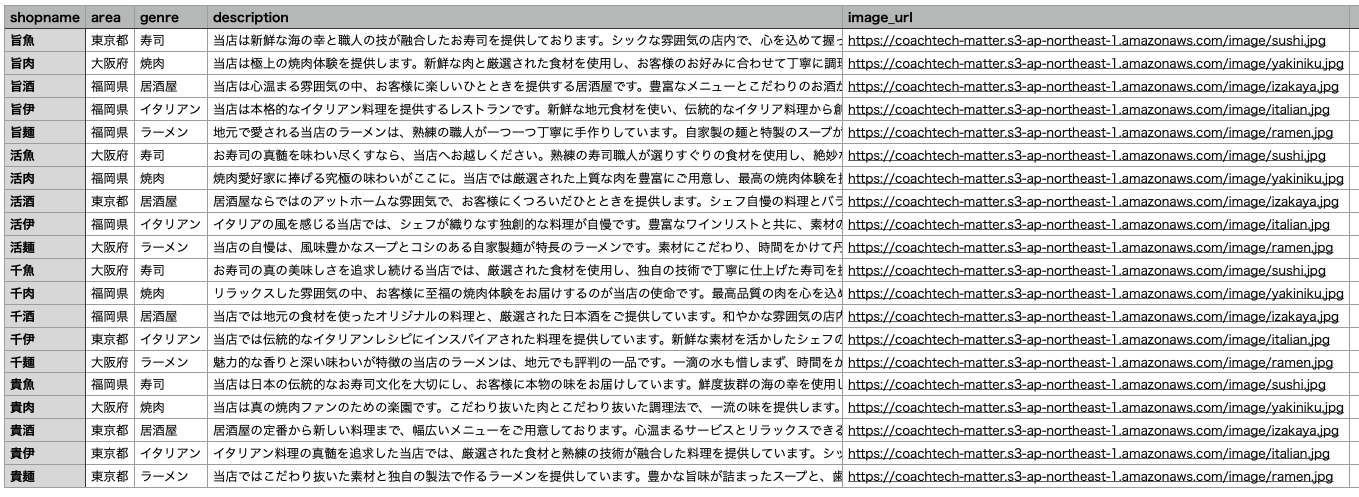 shopname area genre description image_url
旨魚 東京都 寿司 当店は新鮮な海の幸と職人の技が融合したお寿司を提供しております。シックな雰囲気の店内で、心を込めて握っ https://coachtech-matter.s3-ap-northeast-1.amazonaws.com/image/sushi.jpg
旨肉 大阪府 焼肉 当店は極上の焼肉体験を提供します。新鮮な肉と厳選された食材を使用し、お客様のお好みに合わせて丁寧に調理 https://coachtech-matter.s3-ap-northeast-1.amazonaws.com/image/yakiniku.jpg
旨酒 福岡県 居酒屋 当店は心温まる雰囲気の中、お客様に楽しいひとときを提供する居酒屋です。豊富なメニューとこだわりのお酒が https://coachtech-matter.s3-ap-northeast-1.amazonaws.com/image/izakaya.jpg
旨伊 福岡県 イタリアン 当店は本格的なイタリアン料理を提供するレストランです。新鮮な地元食材を使い、伝統的なイタリア料理から創 https://coachtech-matter.s3-ap-northeast-1.amazonaws.com/image/italian.jpg
旨麺 福岡県 ラーメン 地元で愛される当店のラーメンは、熟練の職人が一つ一つ丁寧に手作りしています。自家製の麺と特製のスープが https://coachtech-matter.s3-ap-northeast-1.amazonaws.com/image/ramen.jpg
活魚 大阪府 寿司 お寿司の真髄を味わい尽くすなら、当店へお越しください。熟練の寿司職人が選りすぐりの食材を使用し、絶妙 https://coachtech-matter.s3-ap-northeast-1.amazonaws.com/image/sushi.jpg
活肉 福岡県 焼肉 焼肉愛好家に捧げる究極の味わいがここに。当店では厳選された上質な肉を豊富にご用意し、最高の焼肉体験を https://coachtech-matter.s3-ap-northeast-1.amazonaws.com/image/yakiniku.jpg
活酒 東京都 居酒屋 居酒屋ならではのアットホームな雰囲気で、お客様にくつろいだひとときを提供します。シェフ自慢の料理とバラ https://coachtech-matter.s3-ap-northeast-1.amazonaws.com/image/izakaya.jpg
活伊 福岡県 イタリアン イタリアの風を感じる当店では、シェフが織りなす独創的な料理が自慢です。豊富なワインリストと共に、素材の https://coachtech-matter.s3-ap-northeast-1.amazonaws.com/image/italian.jpg
活麺 大阪府 ラーメン 当店の自慢は、風味豊かなスープとコシのある自家製麺が特長のラーメンです。素材にこだわり、時間をかけて丹 https://coachtech-matter.s3-ap-northeast-1.amazonaws.com/image/ramen.jpg
千魚 大阪府 寿司 お寿司の真の美味しさを追求し続ける当店では、厳選された食材を使用し、独自の技術で丁寧に仕上げた寿司を https://coachtech-matter.s3-ap-northeast-1.amazonaws.com/image/sushi.jpg
千肉 福岡県 焼肉 リラックスした雰囲気の中、お客様に至福の焼肉体験をお届けするのが当店の使命です。最高品質の肉を心を込め https://coachtech-matter.s3-ap-northeast-1.amazonaws.com/image/yakiniku.jpg
千酒 福岡県 居酒屋 当店では地元の食材を使ったオリジナルの料理と、厳選された日本酒をご提供しています。和やかな雰囲気の店内 https://coachtech-matter.s3-ap-northeast-1.amazonaws.com/image/izakaya.jpg
千伊 東京都 イタリアン 当店では伝統的なイタリアンレシピにインスパイアされた料理を提供しています。新鮮な素材を活かしたシェフの https://coachtech-matter.s3-ap-northeast-1.amazonaws.com/image/italian.jpg
千麺 大阪府 ラーメン 魅力的な香りと深い味わいが特徴の当店のラーメンは、地元でも評判の一品です。一滴の水も惜しまず、時間をか https://coachtech-matter.s3-ap-northeast-1.amazonaws.com/image/ramen.jpg
貴魚 福岡県 寿司 当店は日本の伝統的なお寿司文化を大切にし、お客様に本物の味をお届けしています。鮮度抜群の海の幸を使用し https://coachtech-matter.s3-ap-northeast-1.amazonaws.com/image/sushi.jpg
貴肉 大阪府 焼肉 当店は真の焼肉ファンのための楽園です。こだわり抜いた肉とこだわり抜いた調理法で、一流の味を提供します。 https://coachtech-matter.s3-ap-northeast-1.amazonaws.com/image/yakiniku.jpg
貴酒 東京都 居酒屋 居酒屋の定番から新しい料理まで、幅広いメニューをご用意しております。心温まるサービスとリラックスできる https://coachtech-matter.s3-ap-northeast-1.amazonaws.com/image/izakaya.jpg
貴伊 東京都 イタリアン イタリアン料理の真髄を追求した当店では、厳選された食材と熟練の技術が融合した料理を提供しています。シッ https://coachtech-matter.s3-ap-northeast-1.amazonaws.com/image/italian.jpg
貴麺 東京都 ラーメン 当店ではこだわり抜いた素材と独自の製法で作るラーメンを提供しています。豊かな旨味が詰まったスープと、歯 https://coachtech-matter.s3-ap-northeast-1.amazonaws.com/image/ramen.jpg